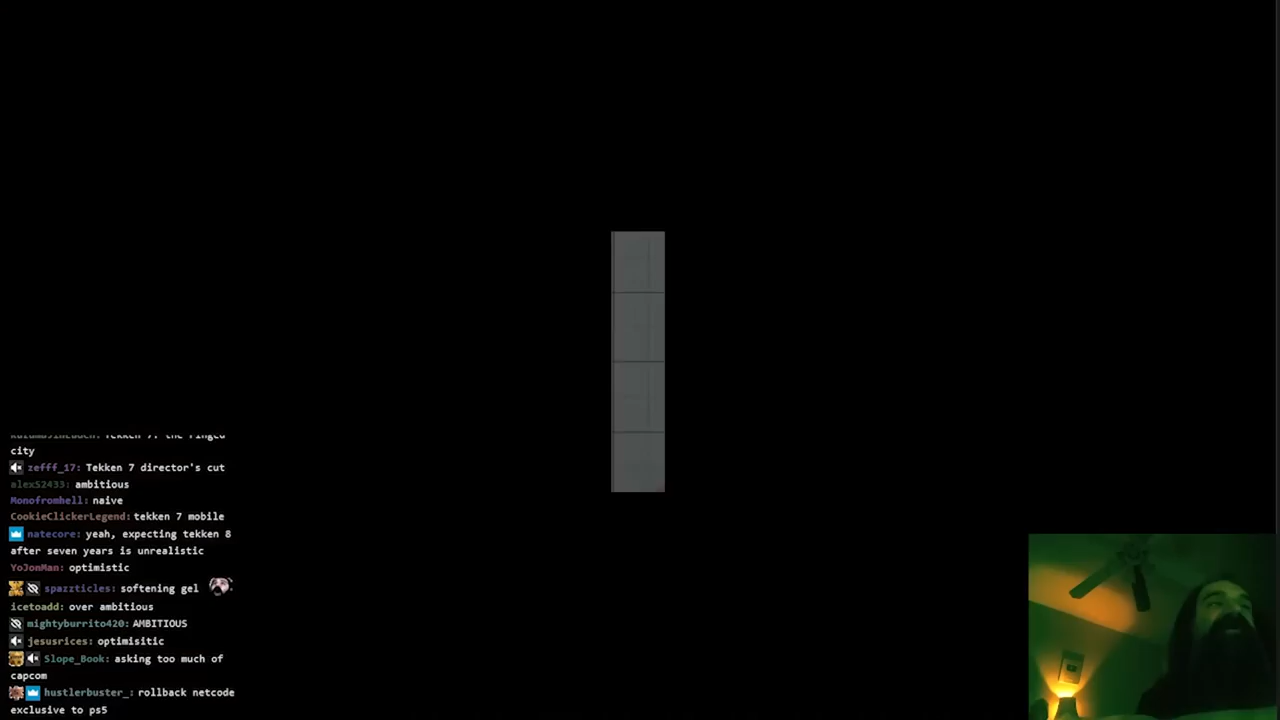 city
zefff_17: Tekken 7 director's cut
alexS2433: ambitious
Monofromhell: naive
CookieClickerLegend: tekken 7 mobile
natecore: yeah, expecting tekken 8
after seven years is unrealistic
YoJonMan: optimistic
spazzticles: softening gel
icetoadd: over ambitious
mightyburrito420: AMBITIOUS
jesusrices: optimisitic
Slope_Book: asking too much of
capcom
hustlerbuster_: rollback netcode
exclusive to ps5